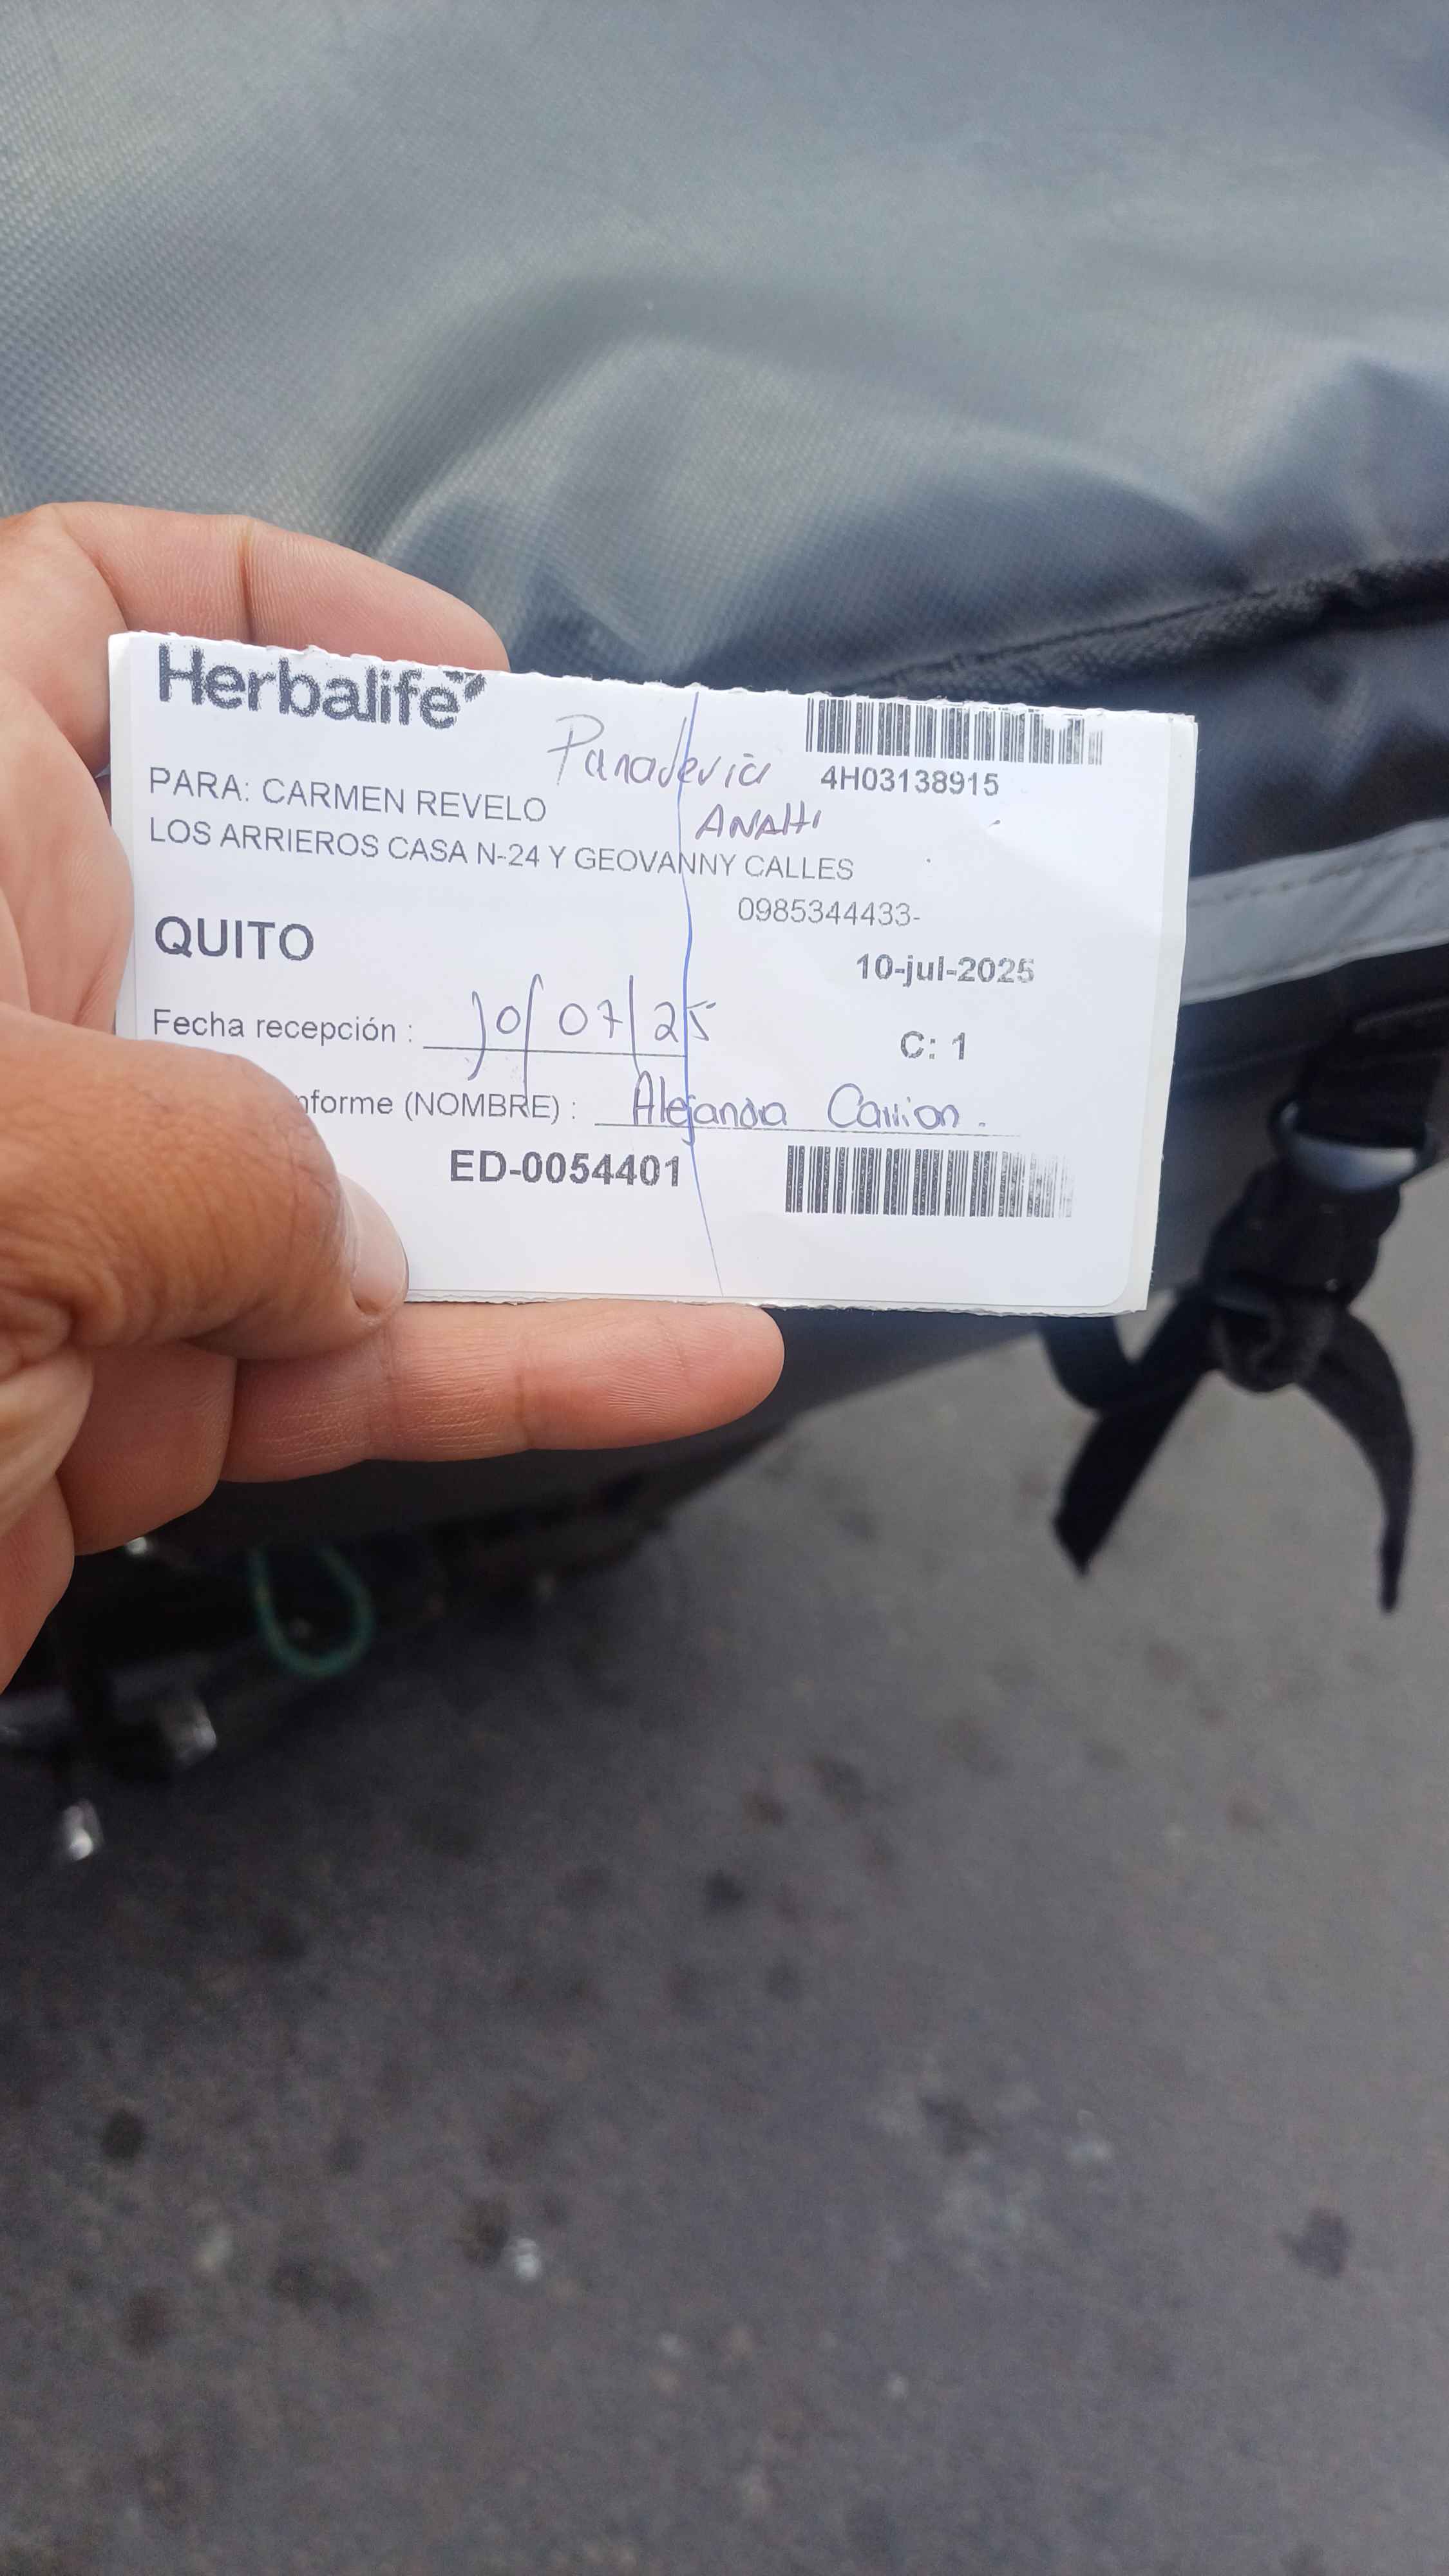 Herbalife
Panaderia
4H03138915
PARA: CARMEN REVELO
ANAHI
LOS ARRIEROS CASA N-24 Y GEOVANNY CALLES
0985344433-
QUITO
10-jul-2025
Fecha recepción : 10/07/25
C: 1
nforme (NOMBRE) : Alejandra Carrion.
ED-0054401